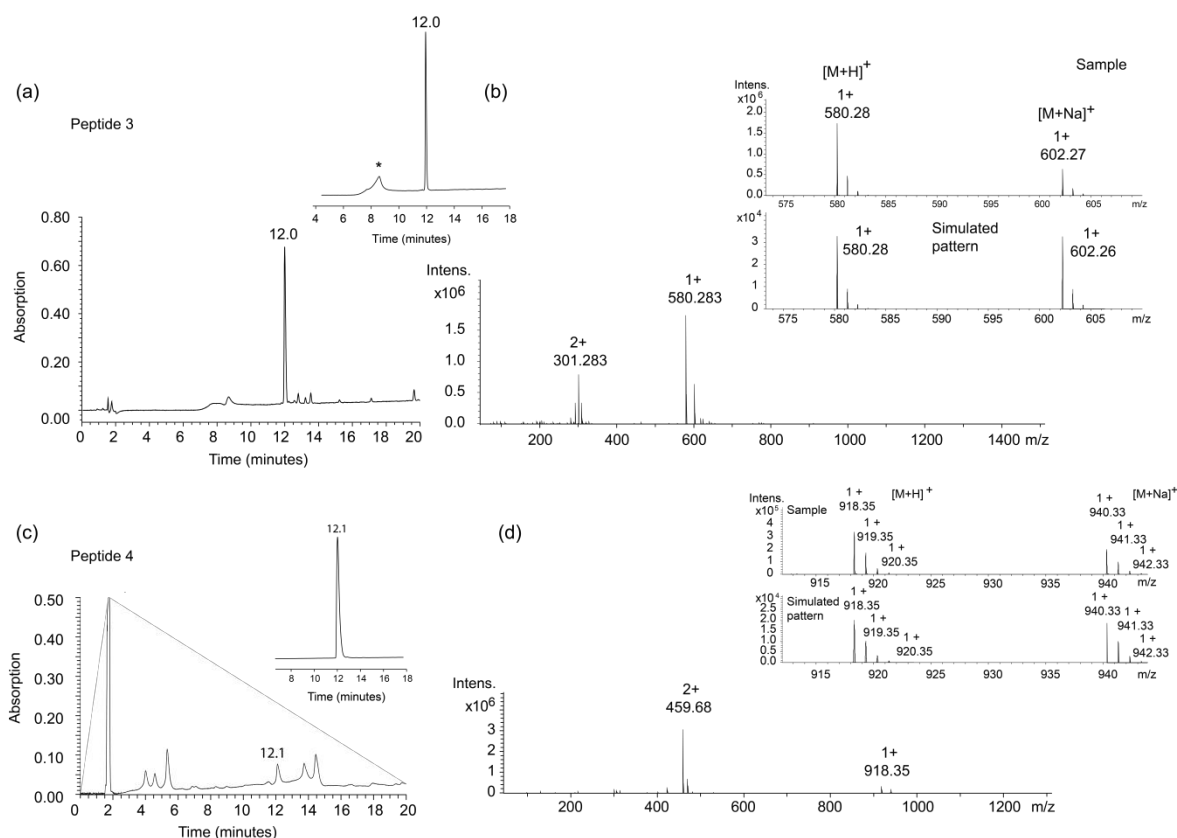 (a)
Peptide 3
12.0
*
4 6 8 10 12 14 16 18
Time (minutes)
0.80
0.60
0.40
0.20
0.00
Absorption
12.0
0 2 4 6 8 10 12 14 16 18 20
Time (minutes)
(b)
Sample
[M+H]+
1+
580.28
[M+Na]+
1+
602.27
Intens.
x106
2.0
1.5
1.0
0.5
0.0
575 580 585 590 595 600 605 m/z
x104
Simulated
pattern
1+
580.28
1+
602.26
3
2
1
0
575 580 585 590 595 600 605 m/z
Intens.
x106
1.5
1.0
0.5
0.0
2+
301.283
1+
580.283
200 400 600 800 1000 1200 1400 m/z
(c)
Peptide 4
12.1
8 10 12 14 16 18
Time (minutes)
0.50
0.40
0.30
0.20
0.10
0.00
Absorption
12.1
0 2 4 6 8 10 12 14 16 18 20
Time (minutes)
(d)
Intens.
x105
Sample
[M+H]+
1 +
918.35
1 +
919.35
1 +
920.35
[M+Na]+
1 +
940.33
1 +
941.33
1 +
942.33
4
3
2
1
0
915 920 925 930 935 940 m/z
x104
Simulated
pattern
1 +
918.35
1 +
919.35
1 +
920.35
1 +
940.33
1 +
941.33
1 +
942.33
2.5
2.0
1.5
1.0
0.5
0.0
915 920 925 930 935 940 m/z
Intens.
x106
3
2
1
0
2+
459.68
1+
918.35
200 400 600 800 1000 1200 m/z